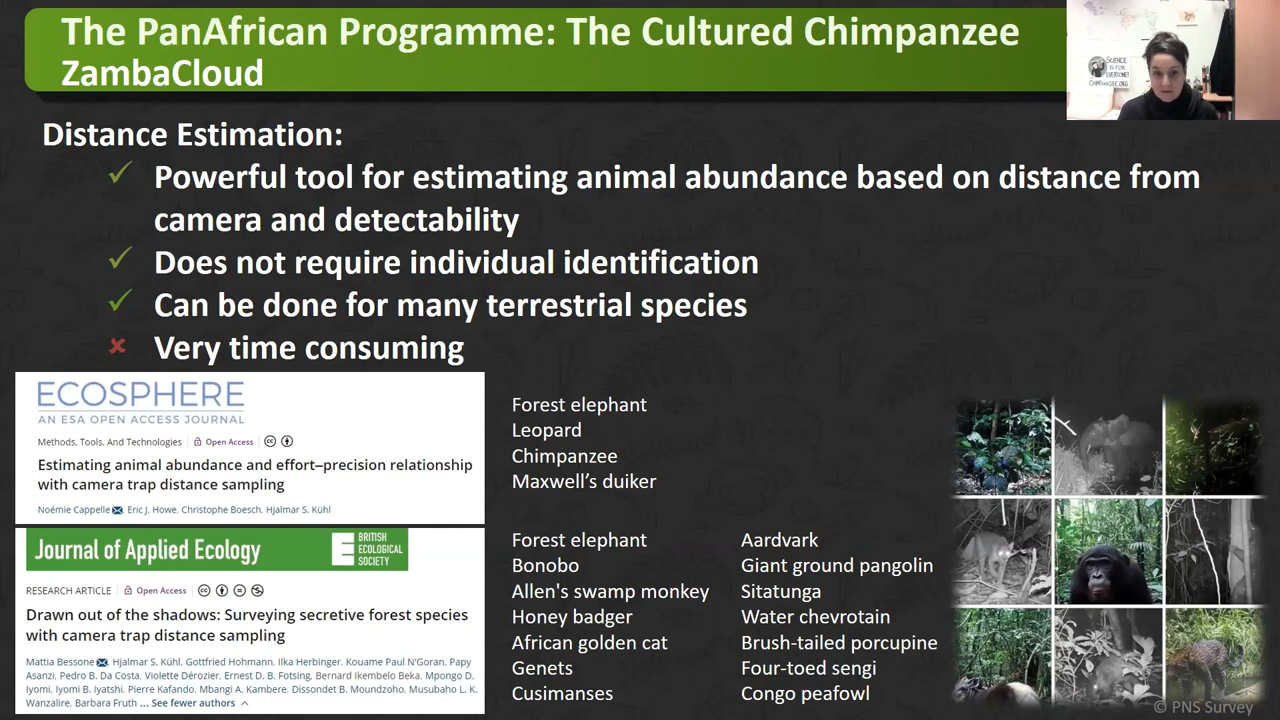 The PanAfrican Programme: The Cultured Chimpanzee
ZambaCloud
SCIENCE
IS FOR
EVERYONE!
CHIMPANDSEE.ORG
Distance Estimation:
Powerful tool for estimating animal abundance based on distance from
camera and detectability
Does not require individual identification
Can be done for many terrestrial species
Very time consuming
ECOSPHERE
AN ESA OPEN ACCESS JOURNAL
Methods, Tools, And Technologies Open Access
Estimating animal abundance and effort–precision relationship
with camera trap distance sampling
Noémie Cappelle, Eric J. Howe, Christophe Boesch, Hjalmar S. Kühl
Forest elephant
Leopard
Chimpanzee
Maxwell's duiker
Journal of Applied Ecology
BRITISH
ECOLOGICAL
SOCIETY
RESEARCH ARTICLE Open Access
Drawn out of the shadows: Surveying secretive forest species
with camera trap distance sampling
Mattia Bessone, Hjalmar S. Kühl, Gottfried Hohmann, Ilka Herbinger, Kouame Paul N'Goran, Papy
Asanzi, Pedro B. Da Costa, Violette Dérozier, Ernest D. B. Fotsing, Bernard Ikembelo Beka, Mpongo D.
Iyomi, Iyomi B. Iyatshi, Pierre Kafando, Mbangi A. Kambere, Dissondet B. Moundzoho, Musubaho L. K.
Wanzalire, Barbara Fruth ... See fewer authors
Forest elephant
Bonobo
Allen's swamp monkey
Honey badger
African golden cat
Genets
Cusimanses
Aardvark
Giant ground pangolin
Sitatunga
Water chevrotain
Brush-tailed porcupine
Four-toed sengi
Congo peafowl
© PNS Survey